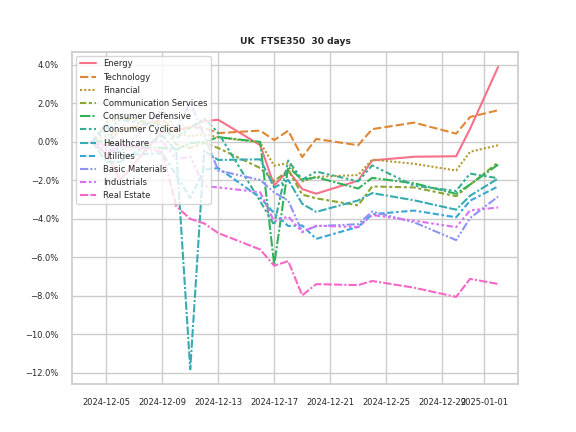 UK  FTSE350  30 days
4.0%
2.0%
0.0%
−2.0%
−4.0%
−6.0%
−8.0%
−10.0%
−12.0%
Energy
Technology
Financial
Communication Services
Consumer Defensive
Consumer Cyclical
Healthcare
Utilities
Basic Materials
Industrials
Real Estate
2024-12-05 2024-12-09 2024-12-13 2024-12-17 2024-12-21 2024-12-25 2024-12-29 2025-01-01